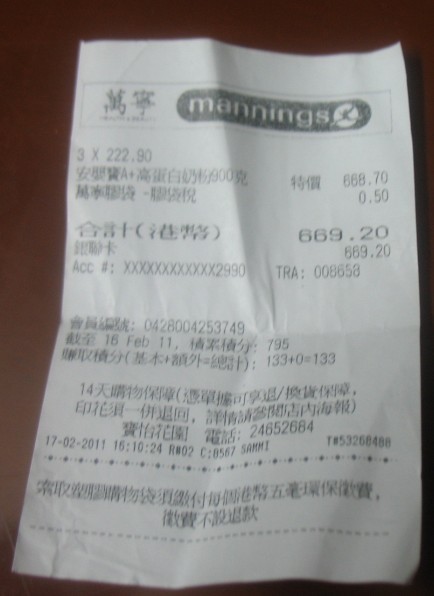 萬寧 mannings
3 X 222.90
安嬰寶A+高蛋白奶粉900克 特價 668.70
萬寧膠袋 -膠袋稅 0.50
合計(港幣) 669.20
銀聯卡 669.20
Acc #: XXXXXXXXXXXX2990 TRA: 008658
會員編號: 0428004253749
截至 16 Feb 11, 積累積分: 795
賺取積分(基本+額外=總計): 133+0=133
14天購物保障(憑單據可享退/換貨保障,
印花須一併退回, 詳情請參閱店內海報)
寶怡花園 電話: 24652684
17-02-2011 16:10:24 R#02 C:8567 SAMMI T#53268488
索取塑膠購物袋須繳付每個港幣五毫環保徵費,
徵費不設退款